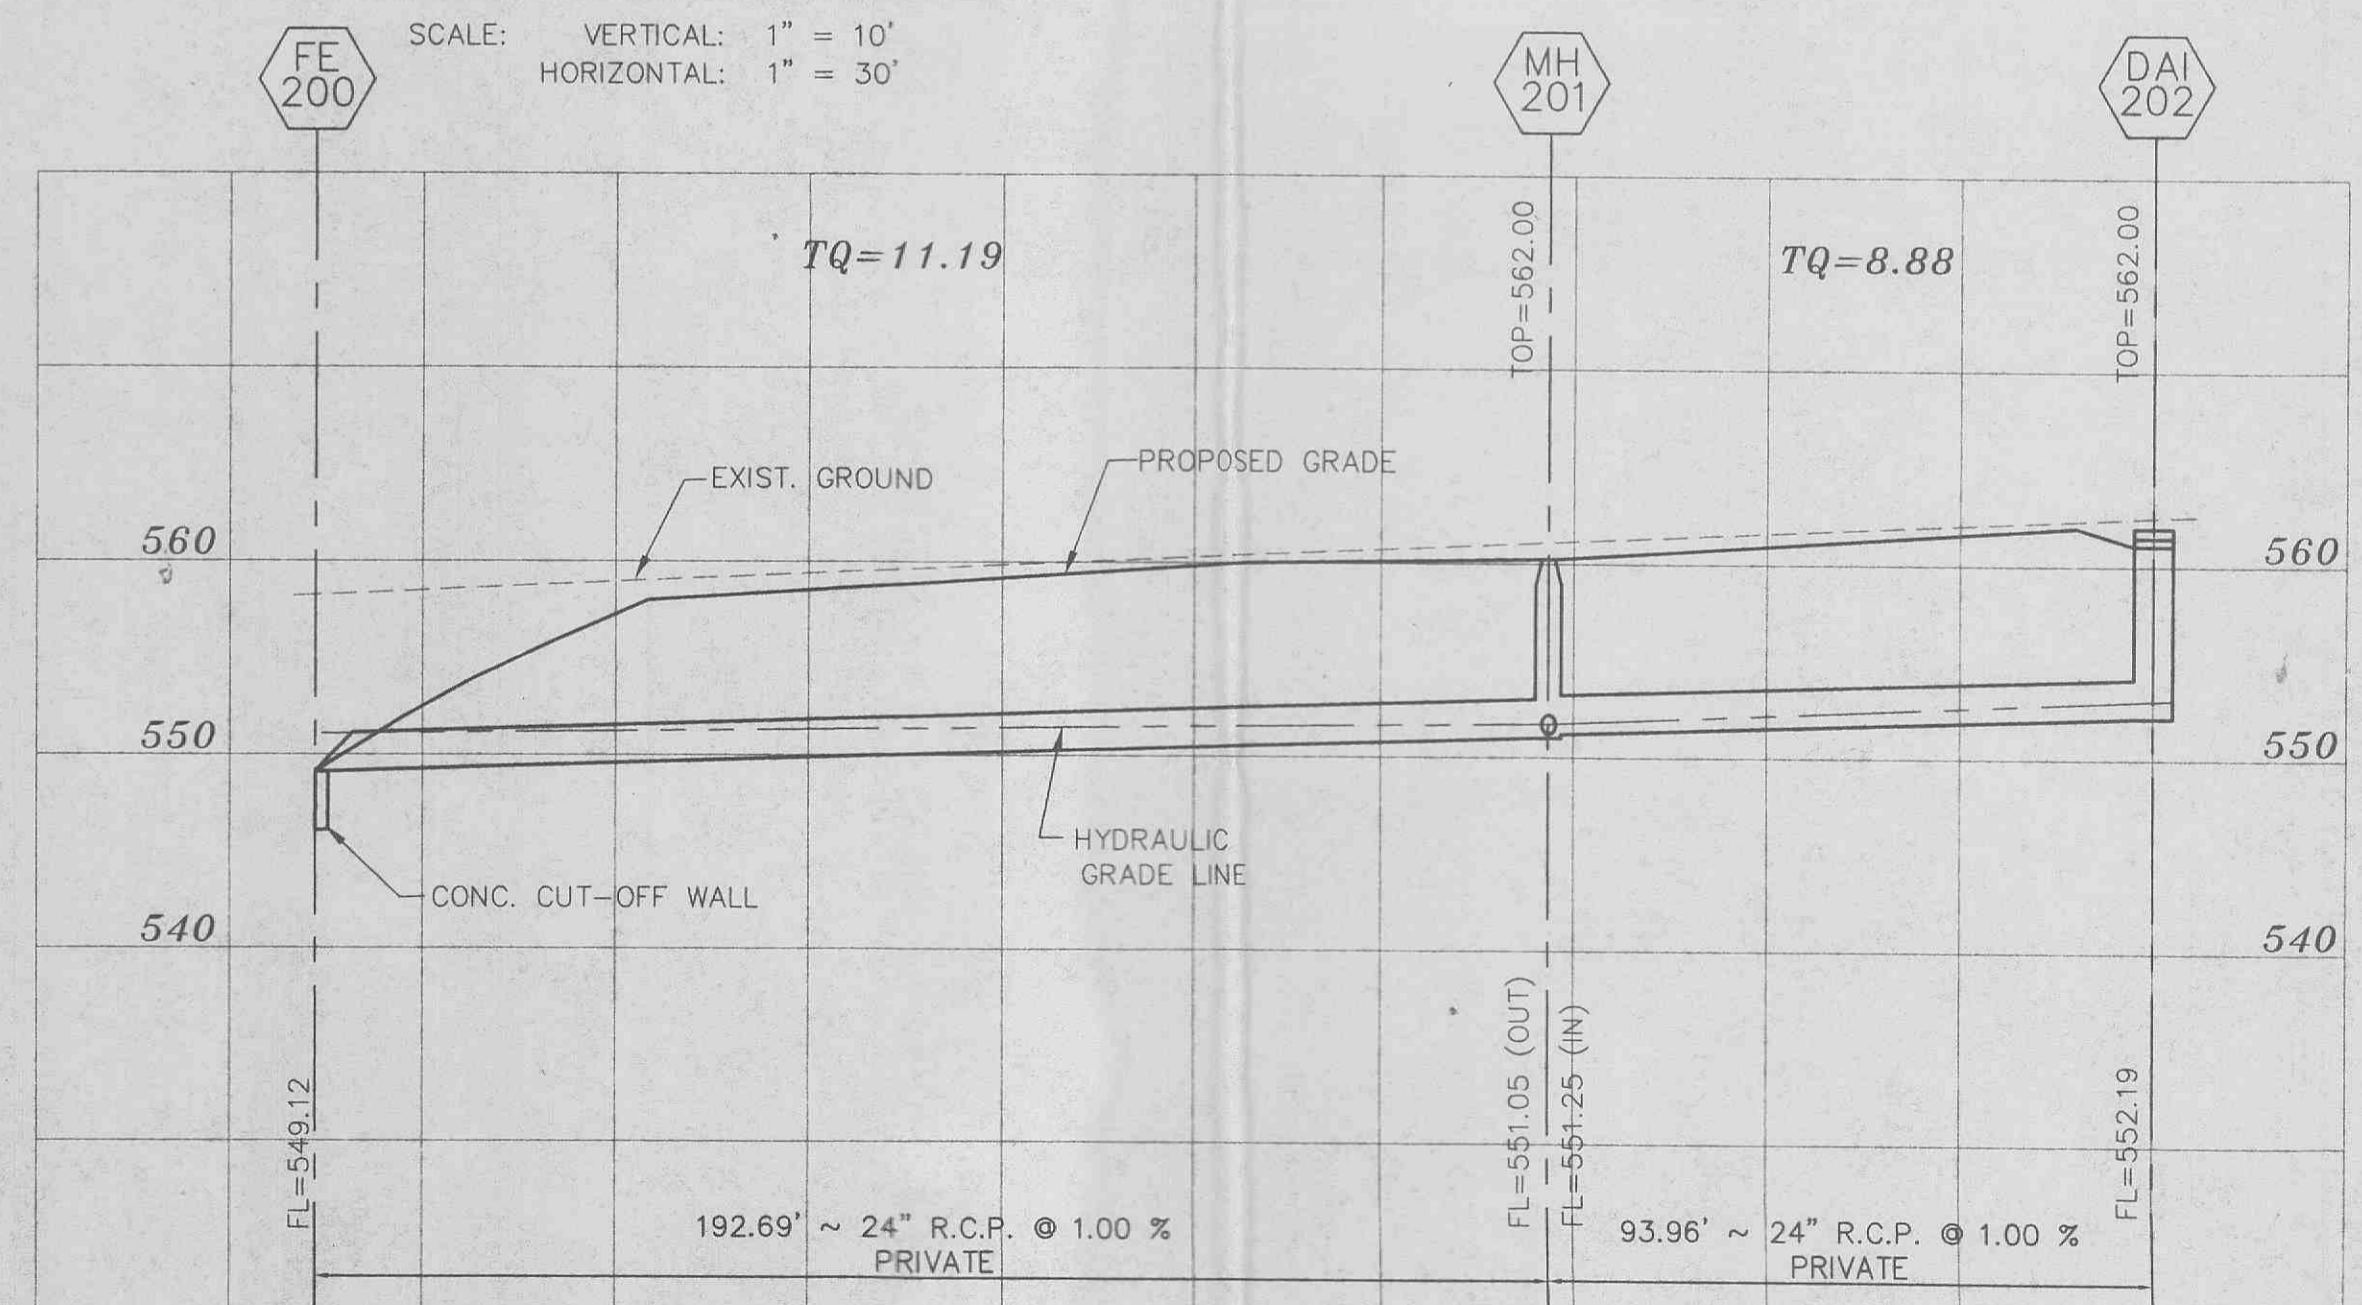 FE
200
SCALE: VERTICAL: 1" = 10'
HORIZONTAL: 1" = 30'
MH
201
DAI
202
TQ=11.19
TOP=562.00
TQ=8.88
TOP=562.00
EXIST. GROUND
PROPOSED GRADE
560
560
550
550
HYDRAULIC
GRADE LINE
CONC. CUT-OFF WALL
540
540
FL=549.12
FL=551.05 (OUT)
FL=551.25 (IN)
FL=552.19
192.69' ~ 24" R.C.P. @ 1.00 %
PRIVATE
93.96' ~ 24" R.C.P. @ 1.00 %
PRIVATE